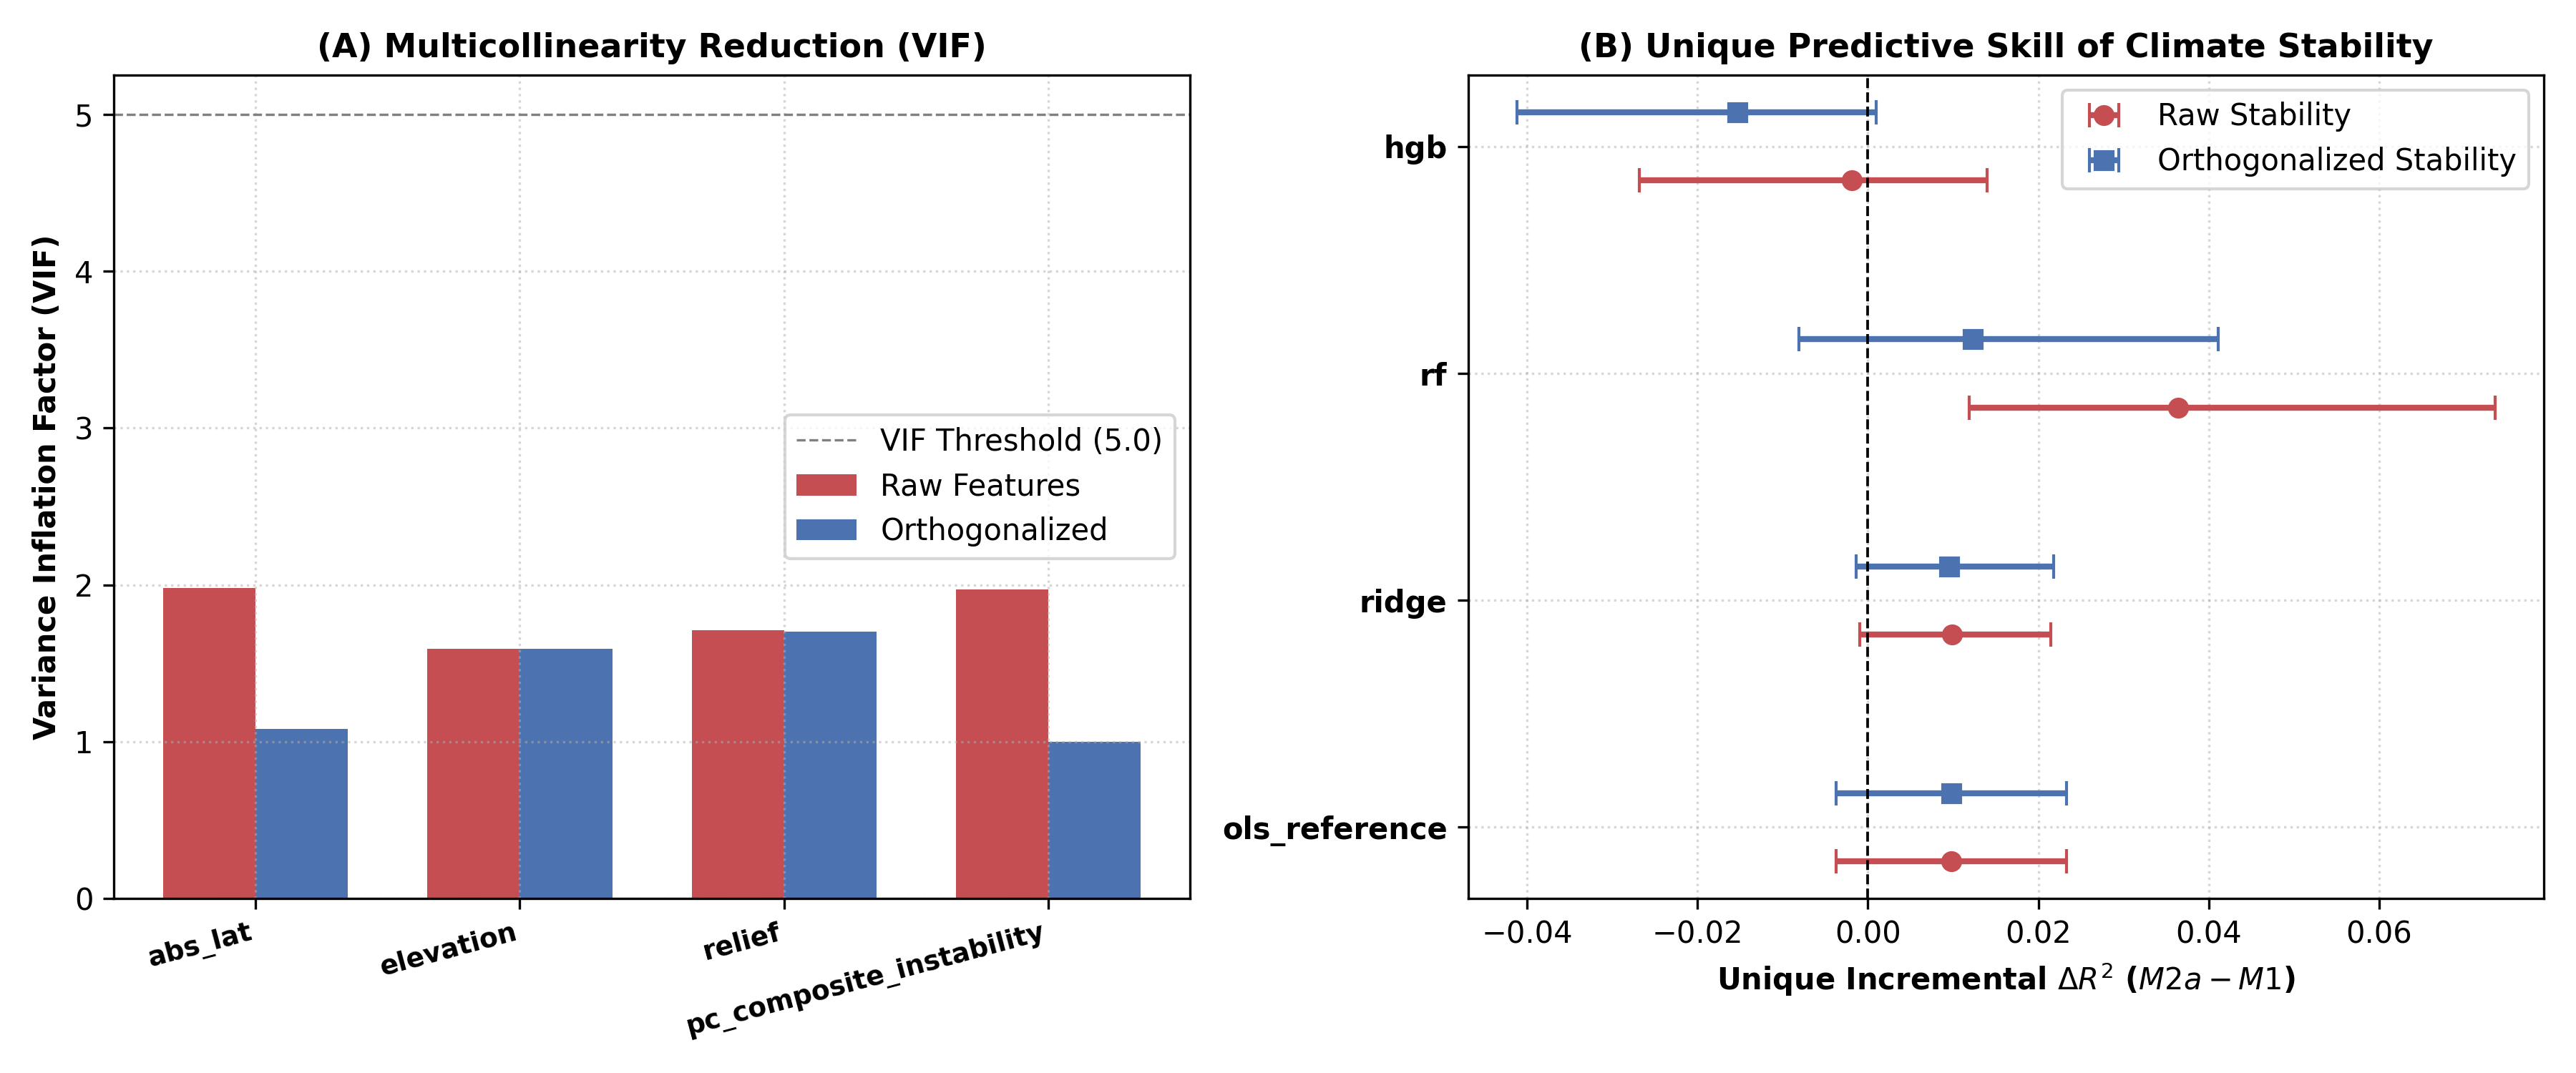 (A) Multicollinearity Reduction (VIF)
Variance Inflation Factor (VIF)
5
4
3
2
1
0
VIF Threshold (5.0)
Raw Features
Orthogonalized
abs_lat
elevation
relief
pc_composite_instability
(B) Unique Predictive Skill of Climate Stability
Raw Stability
Orthogonalized Stability
hgb
rf
ridge
ols_reference
−0.04
−0.02
0.00
0.02
0.04
0.06
Unique Incremental ΔR² (M2a − M1)